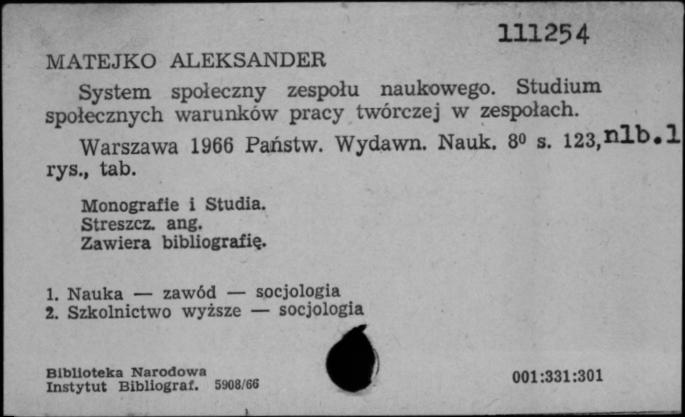 111254
MATEJKO ALEKSANDER
System społeczny zespołu naukowego. Studium
społecznych warunków pracy twórczej w zespołach.
Warszawa 1966 Państw. Wydawn. Nauk. 8⁰ s. 123, nlb. 1
rys., tab.
Monografie i Studia.
Streszcz. ang.
Zawiera bibliografię.
1. Nauka — zawód — socjologia
2. Szkolnictwo wyższe — socjologia
Biblioteka Narodowa
Instytut Bibliograf. 5908/66
001:331:301